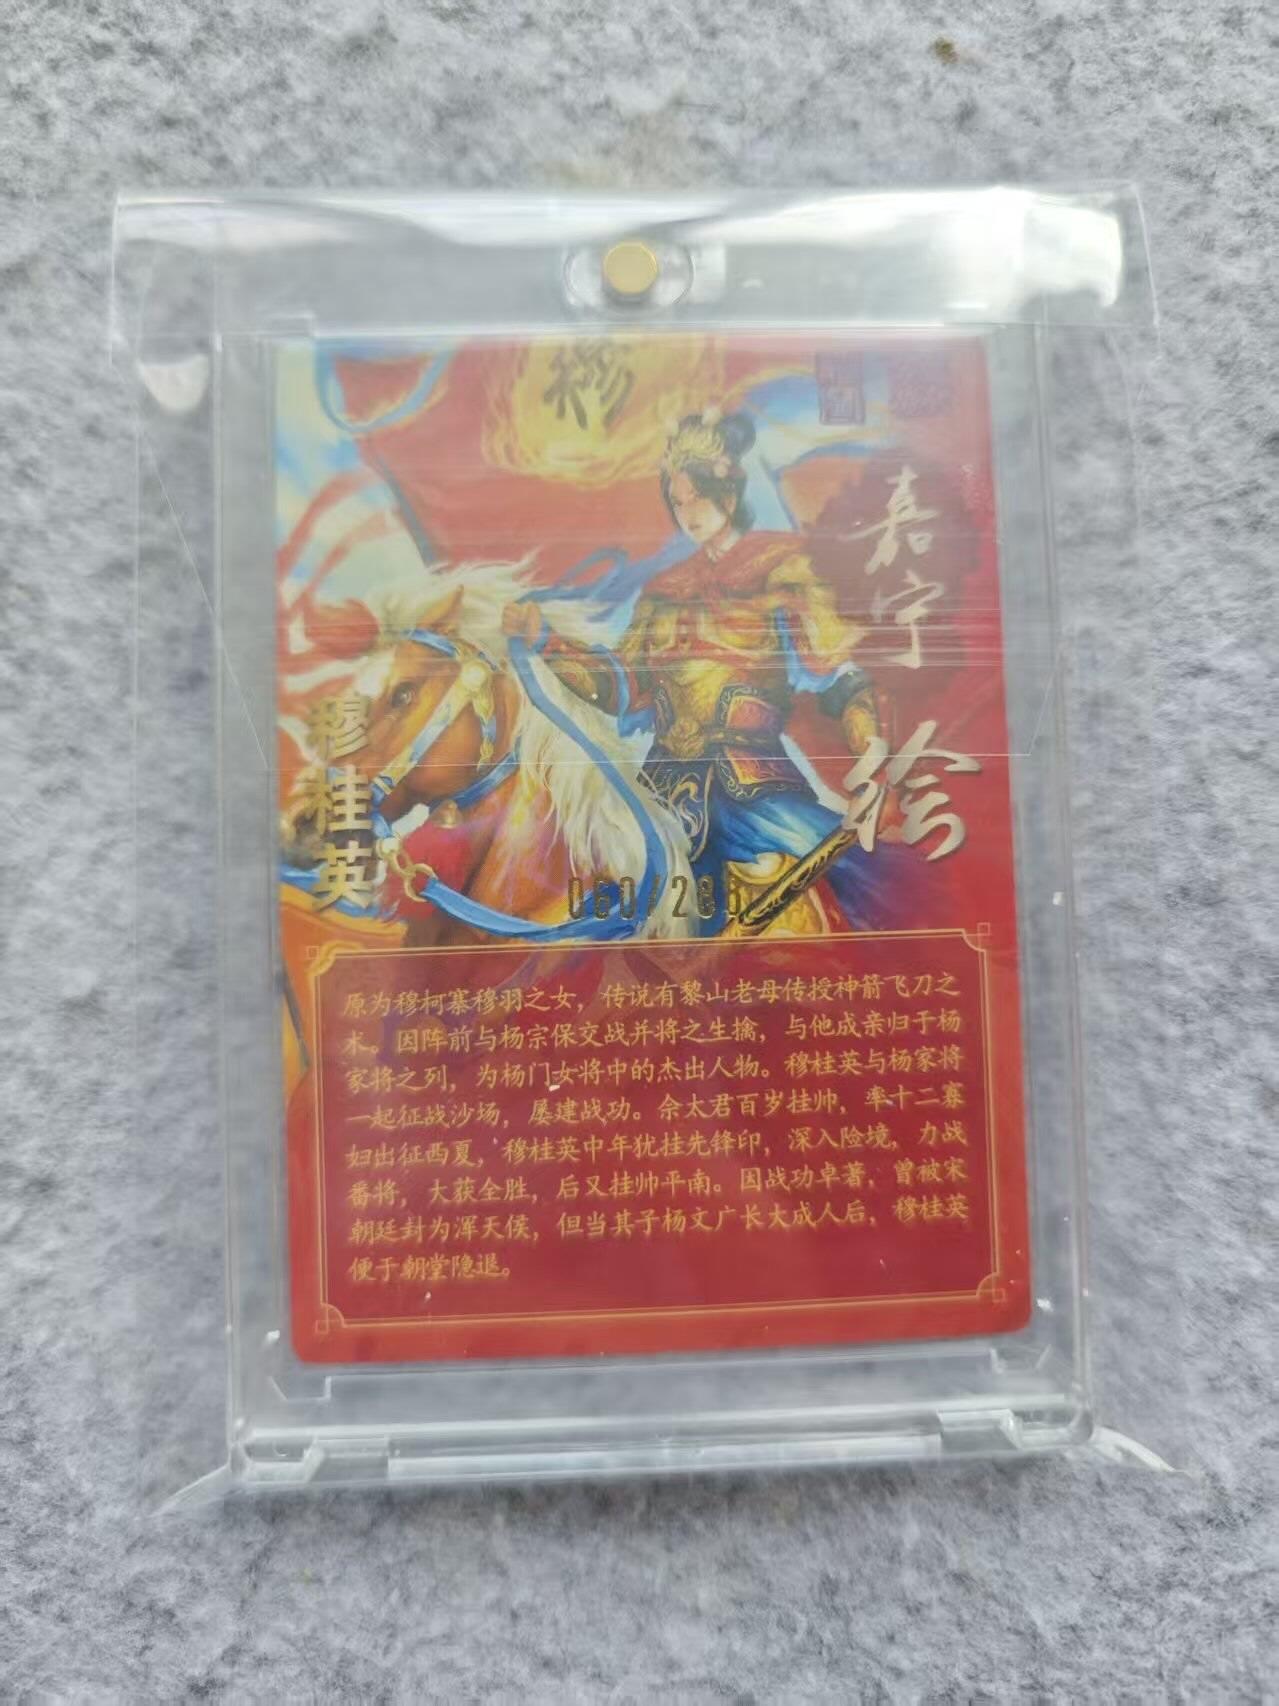 穆
嘉宁
绘
穆桂英
原为穆柯寨穆羽之女，传说有黎山老母传授神箭飞刀之
术。因阵前与杨宗保交战并将之生擒，与他成亲归于杨
家将之列，为杨门女将中的杰出人物。穆桂英与杨家将
一起征战沙场，屡建战功。佘太君百岁挂帅，率十二寡
妇出征西夏，穆桂英中年犹挂先锋印，深入险境，力战
番将，大获全胜，后又挂帅平南。因战功卓著，曾被宋
朝廷封为浑天侯，但当其子杨文广长大成人后，穆桂英
便于朝堂隐退。